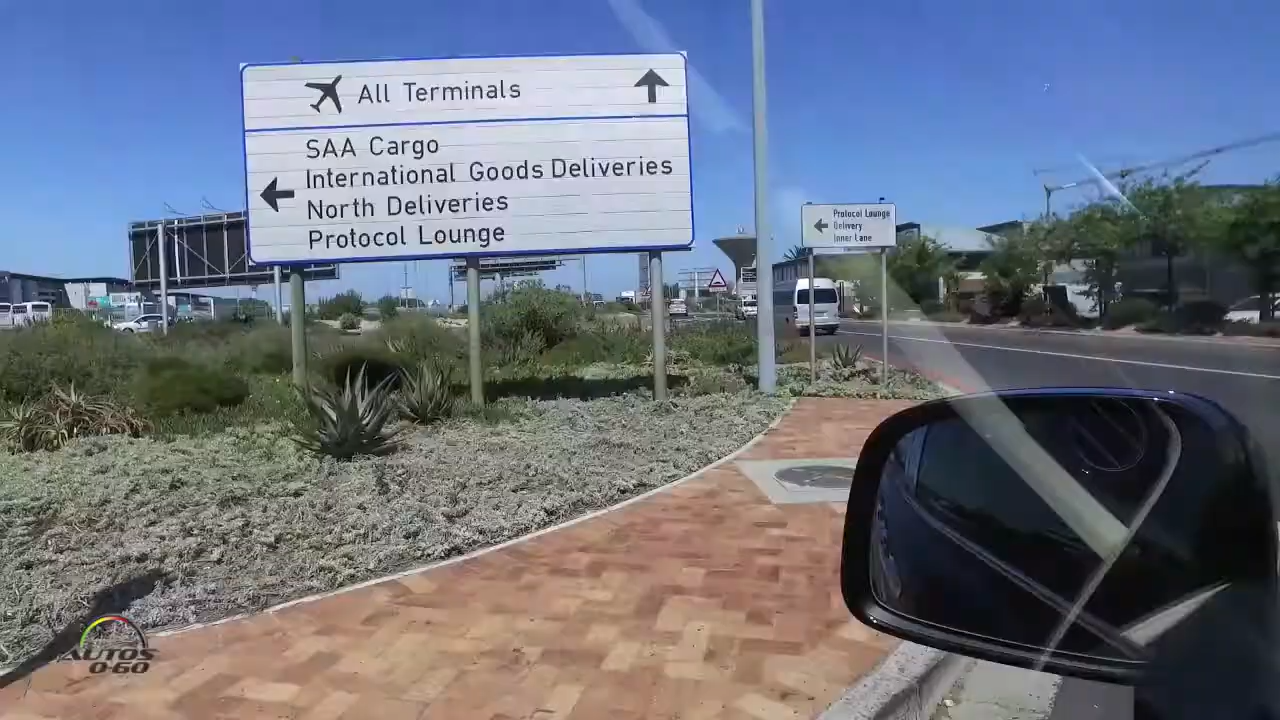 All Terminals
SAA Cargo
International Goods Deliveries
North Deliveries
Protocol Lounge
Protocol Lounge
Delivery
Inner Lane
AUTOS
0-60